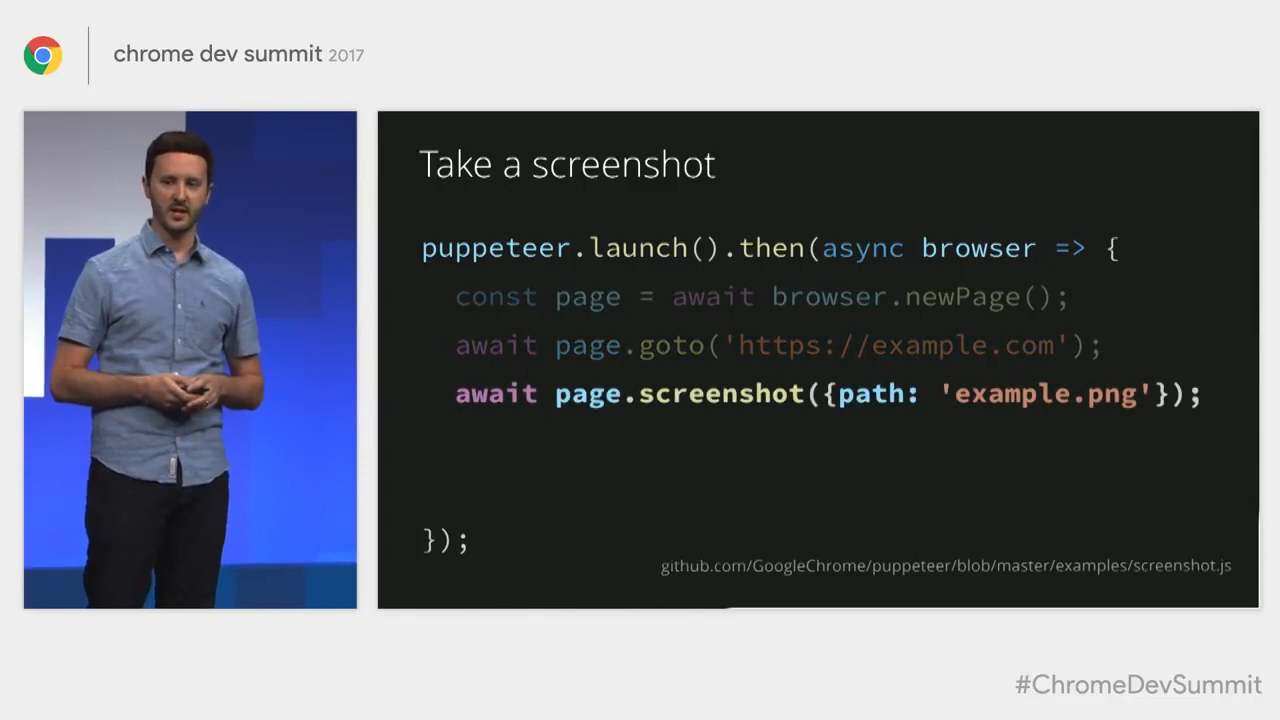 chrome dev summit 2017
Take a screenshot
puppeteer.launch().then(async browser => {
const page = await browser.newPage();
await page.goto('https://example.com');
await page.screenshot({path: 'example.png'});
});
github.com/GoogleChrome/puppeteer/blob/master/examples/screenshot.js
#ChromeDevSummit